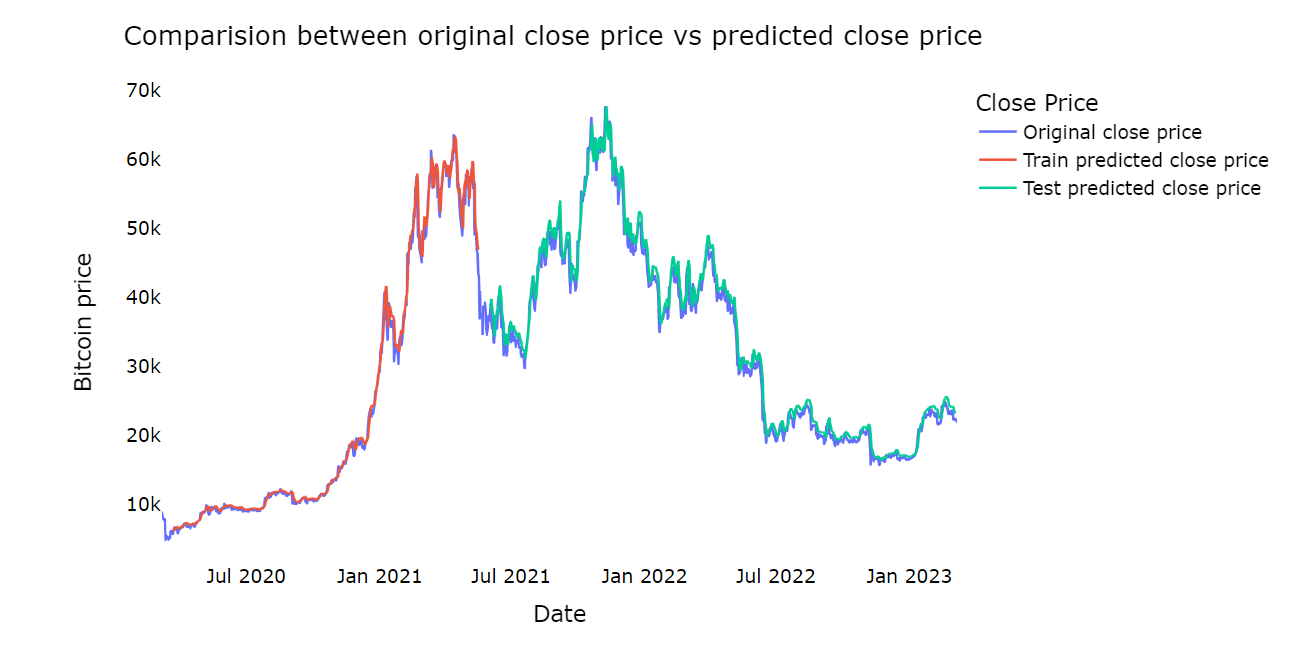 Comparision between original close price vs predicted close price
70k
60k
50k
40k
30k
20k
10k
Bitcoin price
Jul 2020
Jan 2021
Jul 2021
Jan 2022
Jul 2022
Jan 2023
Date
Close Price
Original close price
Train predicted close price
Test predicted close price